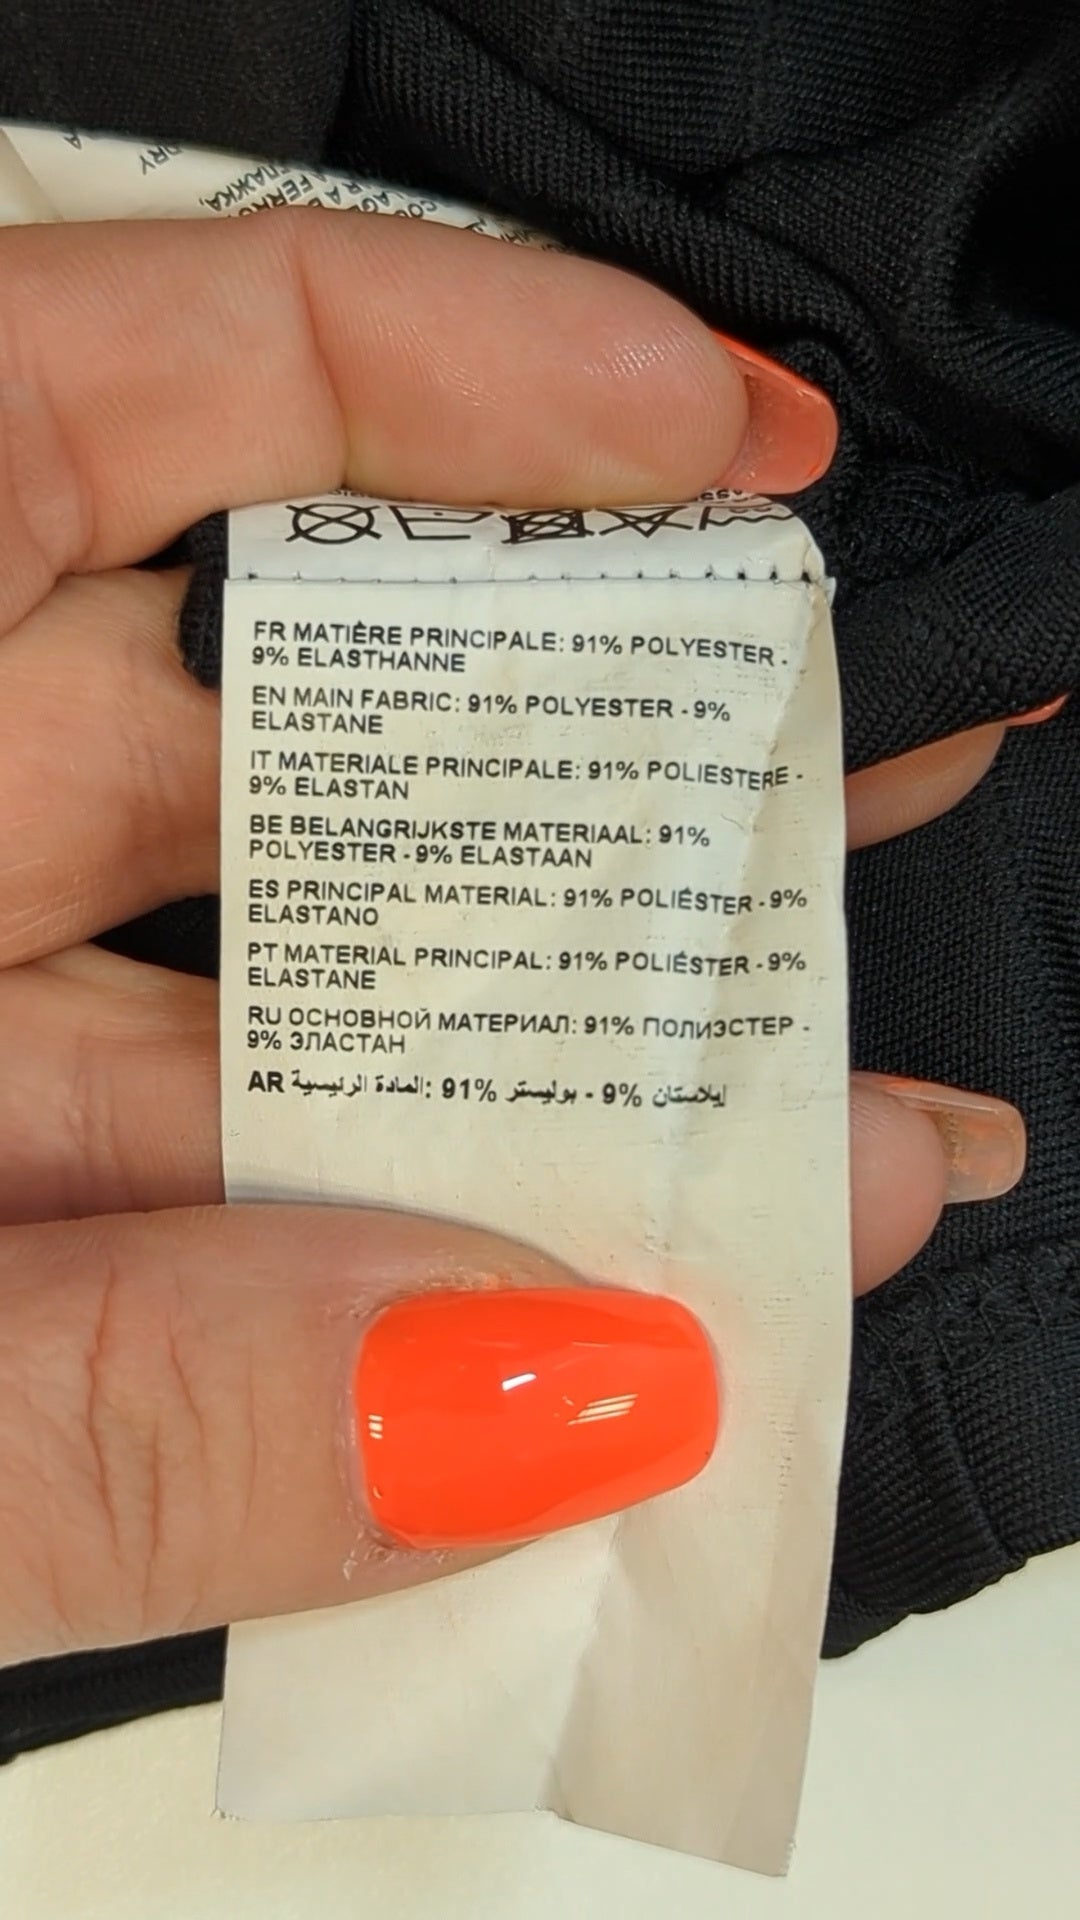 FR MATIÈRE PRINCIPALE: 91% POLYESTER -
9% ELASTHANNE
EN MAIN FABRIC: 91% POLYESTER - 9%
ELASTANE
IT MATERIALE PRINCIPALE: 91% POLIESTERE -
9% ELASTAN
BE BELANGRIJKSTE MATERIAAL: 91%
POLYESTER - 9% ELASTAAN
ES PRINCIPAL MATERIAL: 91% POLIÉSTER - 9%
ELASTANO
PT MATERIAL PRINCIPAL: 91% POLIÉSTER - 9%
ELASTANE
RU ОСНОВНОЙ МАТЕРИАЛ: 91% ПОЛИЭСТЕР -
9% ЭЛАСТАН
AR المادة الرئيسية: 91% بوليستر - 9% إيلاستان